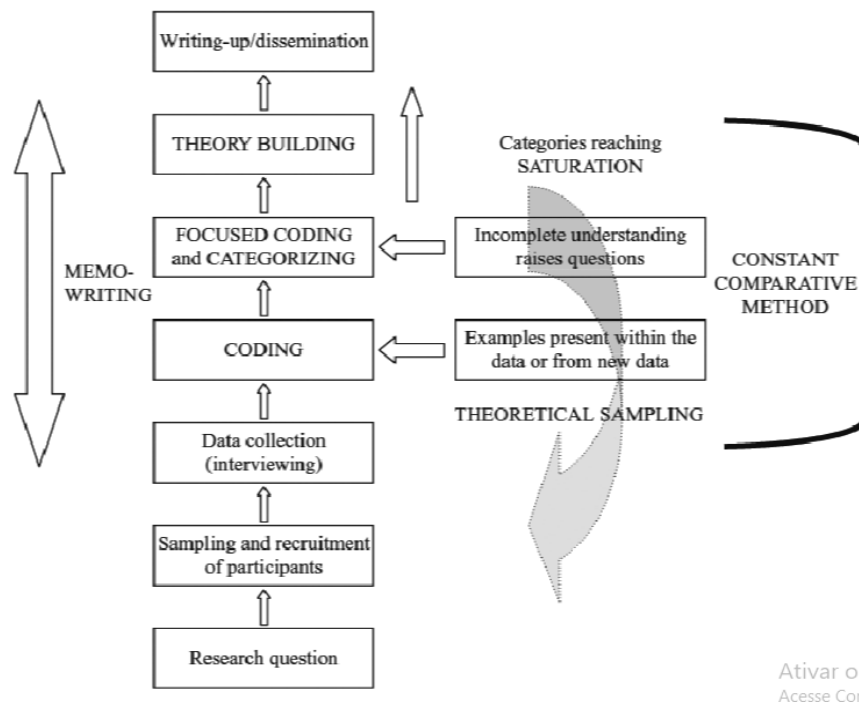 Writing-up/dissemination
THEORY BUILDING
Categories reaching
SATURATION
FOCUSED CODING
and CATEGORIZING
Incomplete understanding
raises questions
MEMO-
WRITING
CONSTANT
COMPARATIVE
METHOD
CODING
Examples present within the
data or from new data
THEORETICAL SAMPLING
Data collection
(interviewing)
Sampling and recruitment
of participants
Research question
Ativar o
Acesse Con